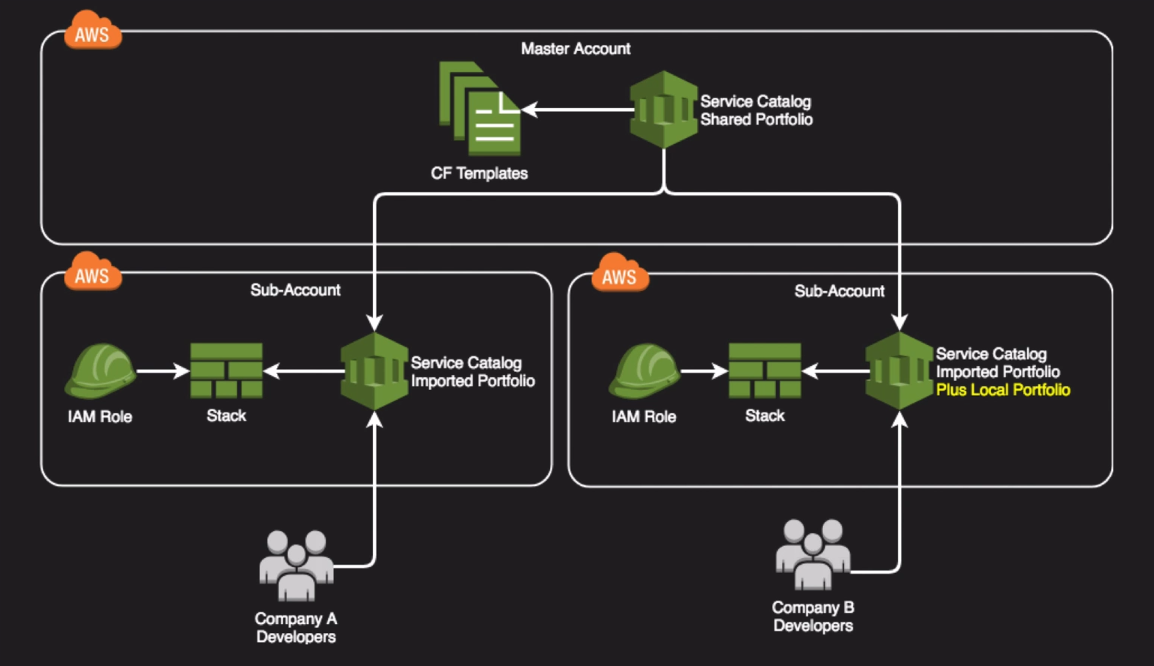 AWS
Master Account
Service Catalog
Shared Portfolio
CF Templates
AWS
Sub-Account
Service Catalog
Imported Portfolio
IAM Role
Stack
AWS
Sub-Account
Service Catalog
Imported Portfolio
Plus Local Portfolio
IAM Role
Stack
Company A
Developers
Company B
Developers